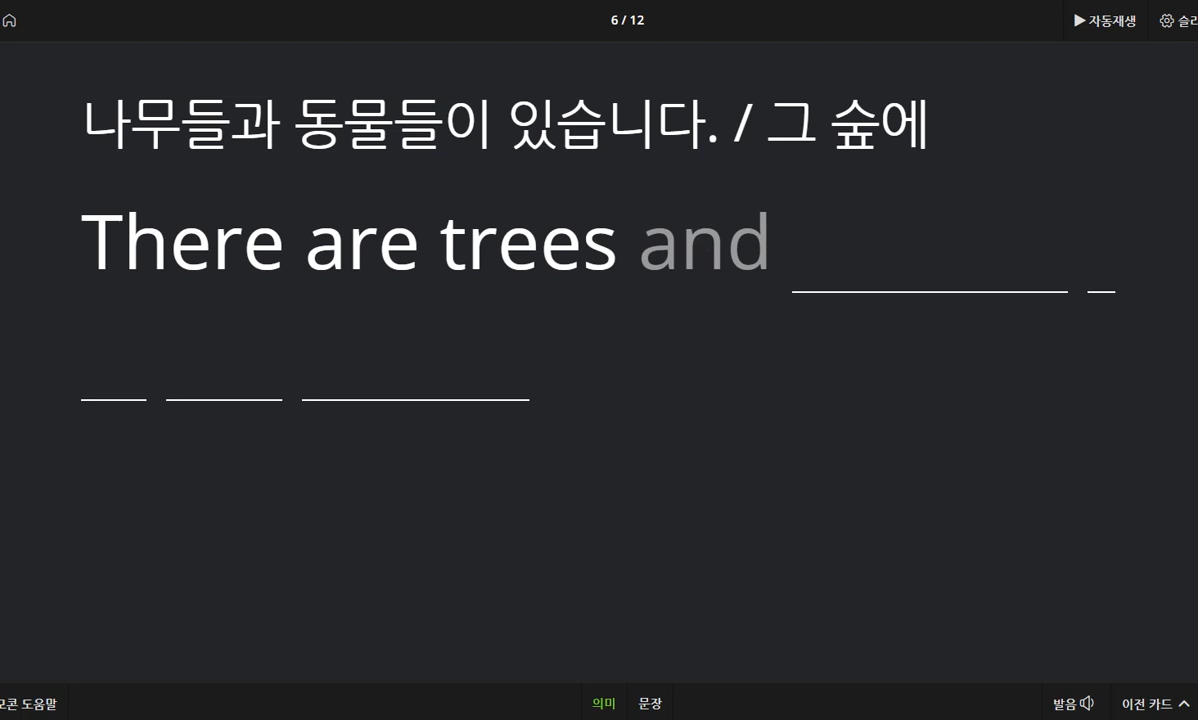 6 / 12
자동재생
나무들과 동물들이 있습니다. / 그 숲에
There are trees and
도움말
의미
문장
발음
이전 카드